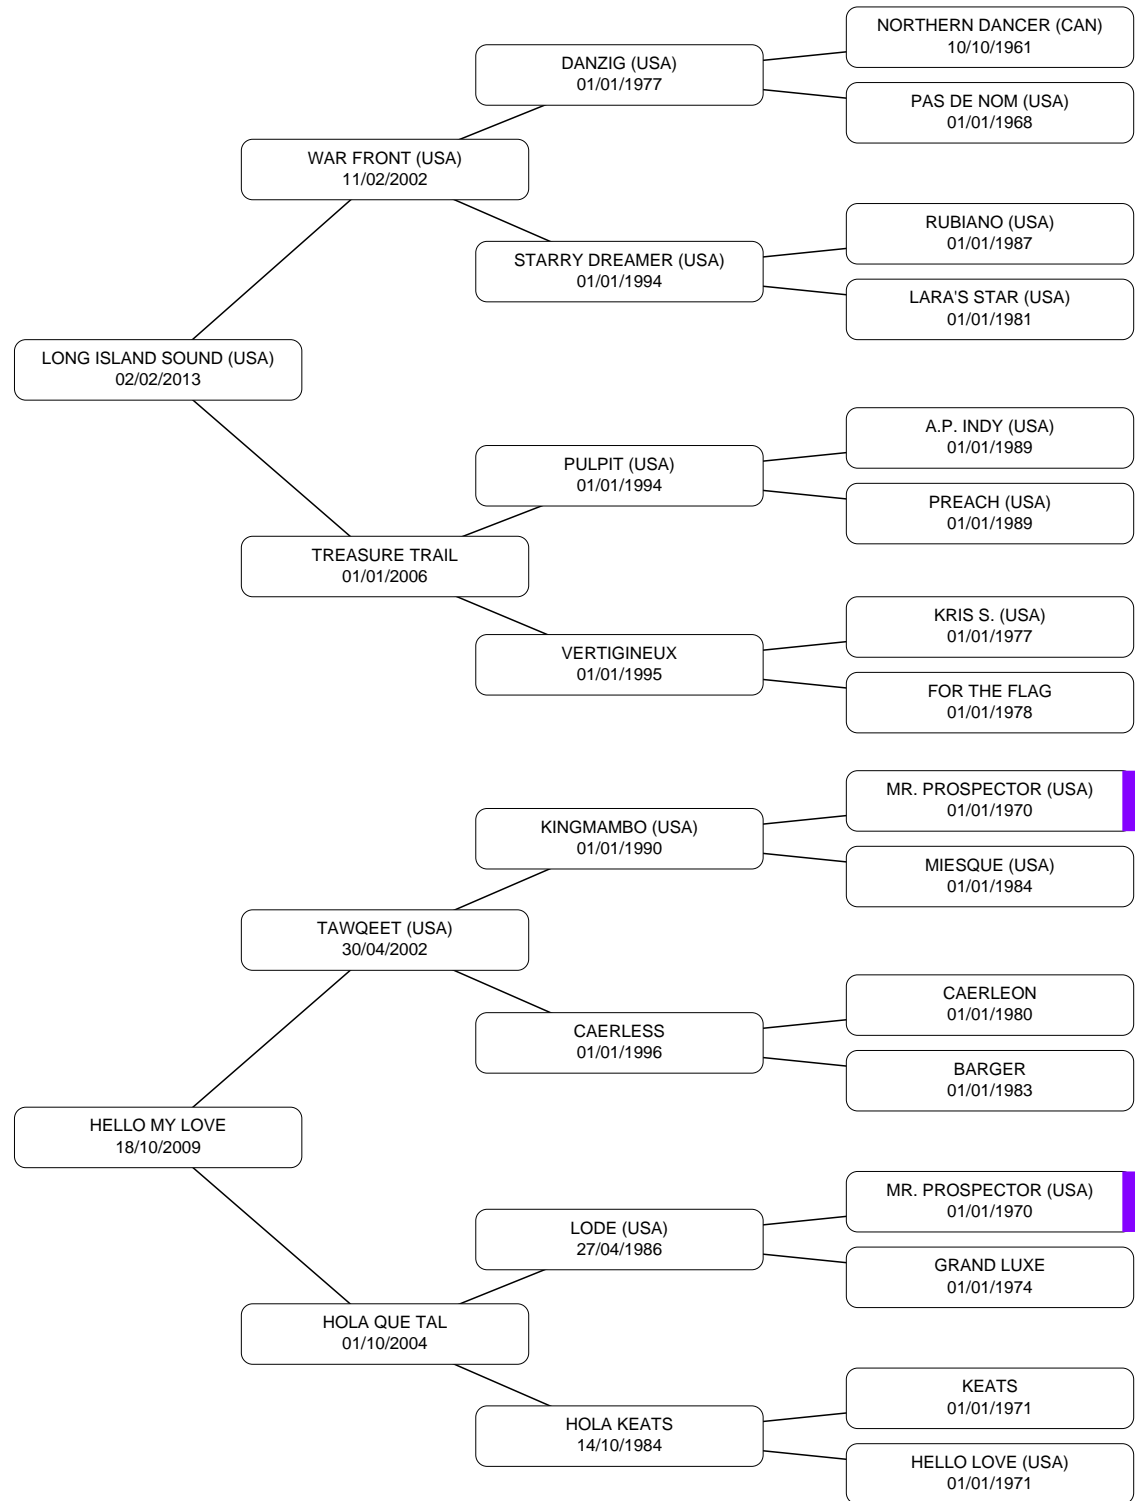 NORTHERN DANCER (CAN)
10/10/1961
DANZIG (USA)
01/01/1977
PAS DE NOM (USA)
01/01/1968
WAR FRONT (USA)
11/02/2002
RUBIANO (USA)
01/01/1987
STARRY DREAMER (USA)
01/01/1994
LARA'S STAR (USA)
01/01/1981
LONG ISLAND SOUND (USA)
02/02/2013
A.P. INDY (USA)
01/01/1989
PULPIT (USA)
01/01/1994
PREACH (USA)
01/01/1989
TREASURE TRAIL
01/01/2006
KRIS S. (USA)
01/01/1977
VERTIGINEUX
01/01/1995
FOR THE FLAG
01/01/1978
MR. PROSPECTOR (USA)
01/01/1970
KINGMAMBO (USA)
01/01/1990
MIESQUE (USA)
01/01/1984
TAWQEET (USA)
30/04/2002
CAERLEON
01/01/1980
CAERLESS
01/01/1996
BARGER
01/01/1983
HELLO MY LOVE
18/10/2009
MR. PROSPECTOR (USA)
01/01/1970
LODE (USA)
27/04/1986
GRAND LUXE
01/01/1974
HOLA QUE TAL
01/10/2004
KEATS
01/01/1971
HOLA KEATS
14/10/1984
HELLO LOVE (USA)
01/01/1971